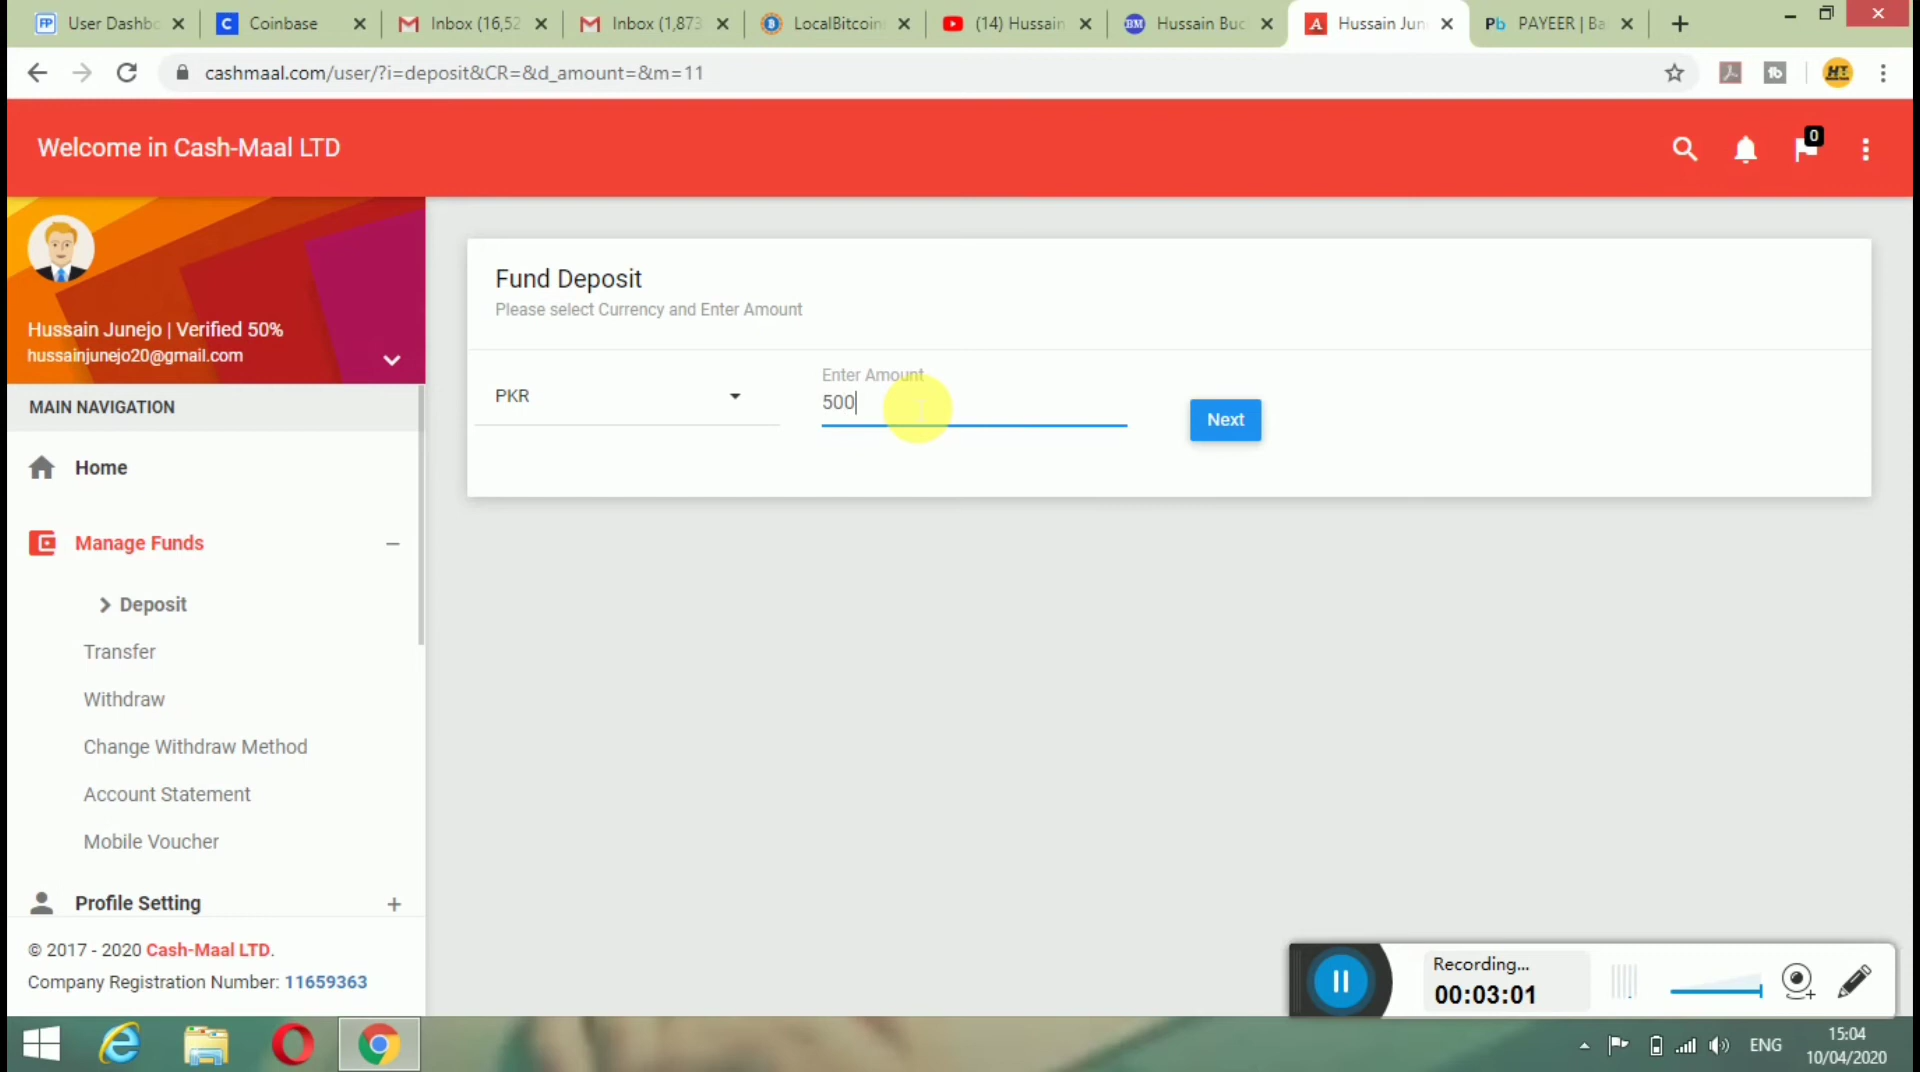 User Dashbo
Coinbase
Inbox (16,52
Inbox (1,873
LocalBitcoin
(14) Hussain
Hussain Buc
Hussain Jun
PAYEER | Ba
cashmaal.com/user/?i=deposit&CR=&d_amount=&m=11
Welcome in Cash-Maal LTD
0
Hussain Junejo | Verified 50%
hussainjunejo20@gmail.com
MAIN NAVIGATION
Home
Manage Funds
Deposit
Transfer
Withdraw
Change Withdraw Method
Account Statement
Mobile Voucher
Profile Setting
© 2017 - 2020 Cash-Maal LTD.
Company Registration Number: 11659363
Fund Deposit
Please select Currency and Enter Amount
PKR
Enter Amount
500
Next
Recording...
00:03:01
ENG
15:04
10/04/2020